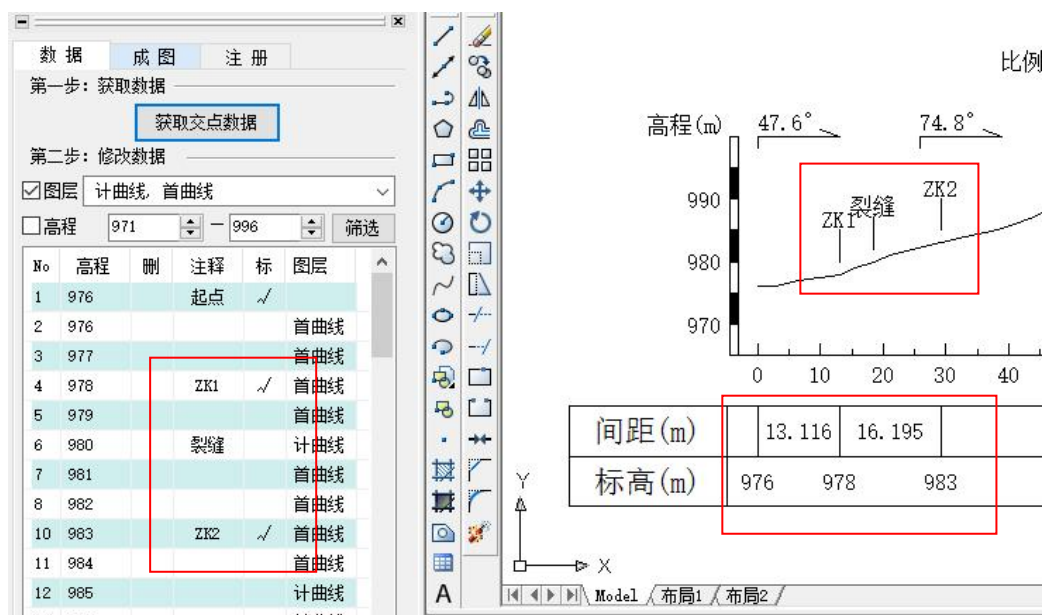 数 据 成 图 注 册
第一步: 获取数据
获取交点数据
第二步: 修改数据
图层 计曲线, 首曲线
高程 971 — 996 筛选
No 高程 删 注释 标 图层
1 976 起点 √
2 976 首曲线
3 977 首曲线
4 978 ZK1 √ 首曲线
5 979 首曲线
6 980 裂缝 计曲线
7 981 首曲线
8 982 首曲线
10 983 ZK2 √ 首曲线
11 984 首曲线
12 985 计曲线
A
比例
高程(m) 47.6° 74.8°
990
980
970
ZK1 裂缝 ZK2
0 10 20 30 40
间距(m) 13.116 16.195
标高(m) 976 978 983
Y
X
Model 布局1 布局2